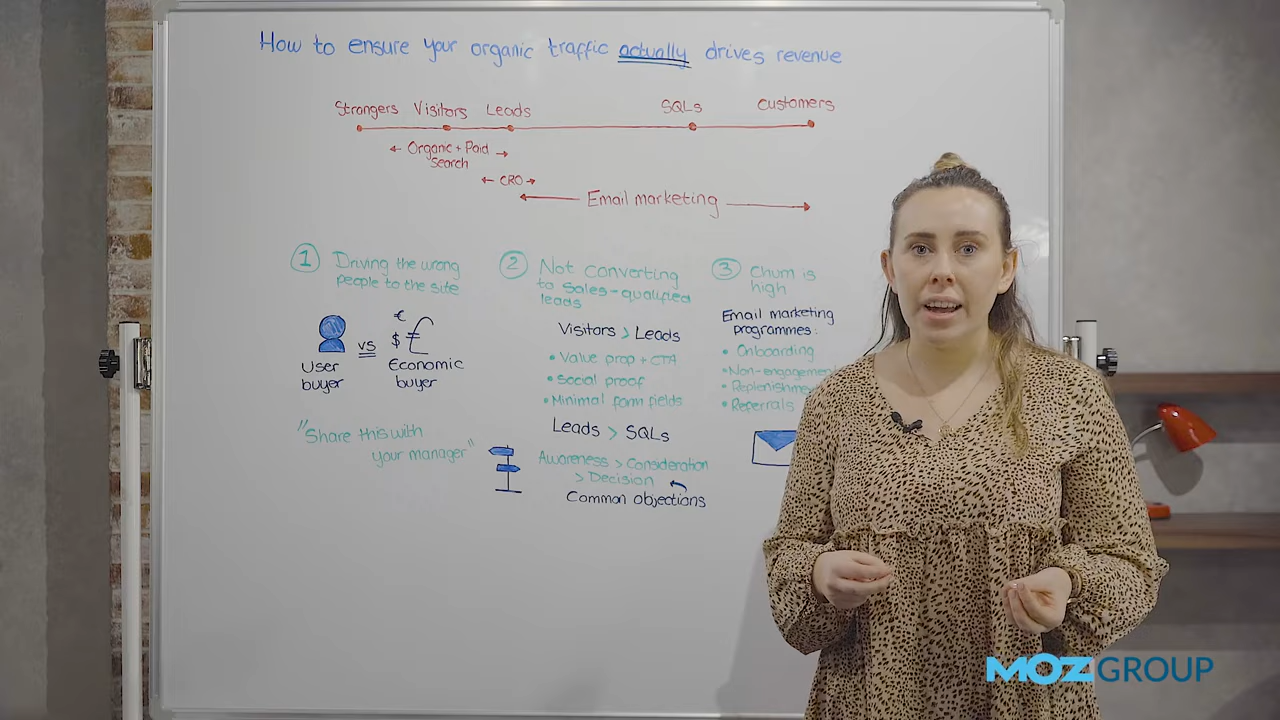 How to ensure your organic traffic actually drives revenue
Strangers Visitors Leads SQLs Customers
← Organic + Paid →
Search
← CRO →
Email marketing
1 Driving the wrong
people to the site
€
$ £
vs
User
buyer
Economic
buyer
"Share this with
your manager"
2 Not converting
to sales-qualified
leads
Visitors > Leads
• Value prop + CTA
• Social proof
• Minimal form fields
Leads > SQLs
Awareness > Consideration
> Decision
Common objections
3 Churn is
high
Email marketing
programmes:
• Onboarding
• Non-engagement
• Referrals
MOZ GROUP